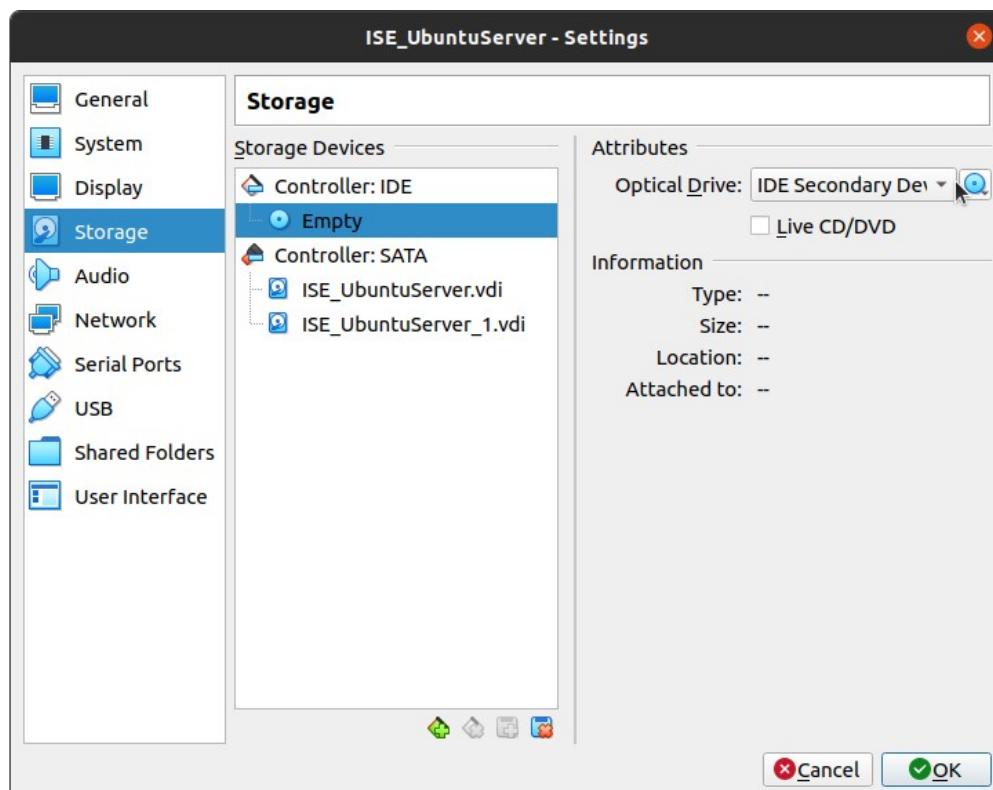 ISE_UbuntuServer - Settings
General
System
Display
Storage
Audio
Network
Serial Ports
USB
Shared Folders
User Interface
Storage
Storage Devices
Controller: IDE
Empty
Controller: SATA
ISE_UbuntuServer.vdi
ISE_UbuntuServer_1.vdi
Attributes
Optical Drive: IDE Secondary Dev
Live CD/DVD
Information
Type: --
Size: --
Location: --
Attached to: --
Cancel OK